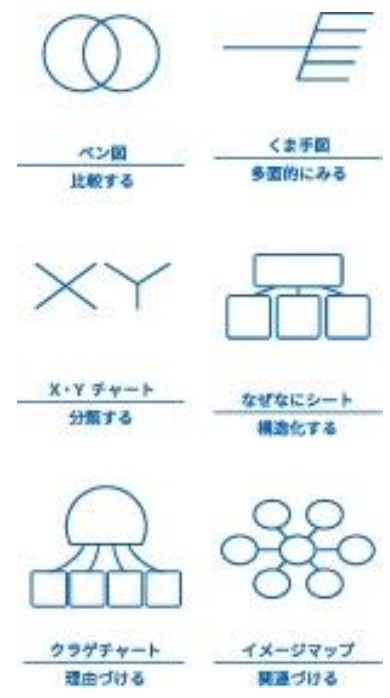 ベン図
比較する
くま手図
多面的にみる
X・Y チャート
分類する
なぜなにシート
構造化する
クラゲチャート
理由づける
イメージマップ
関連づける